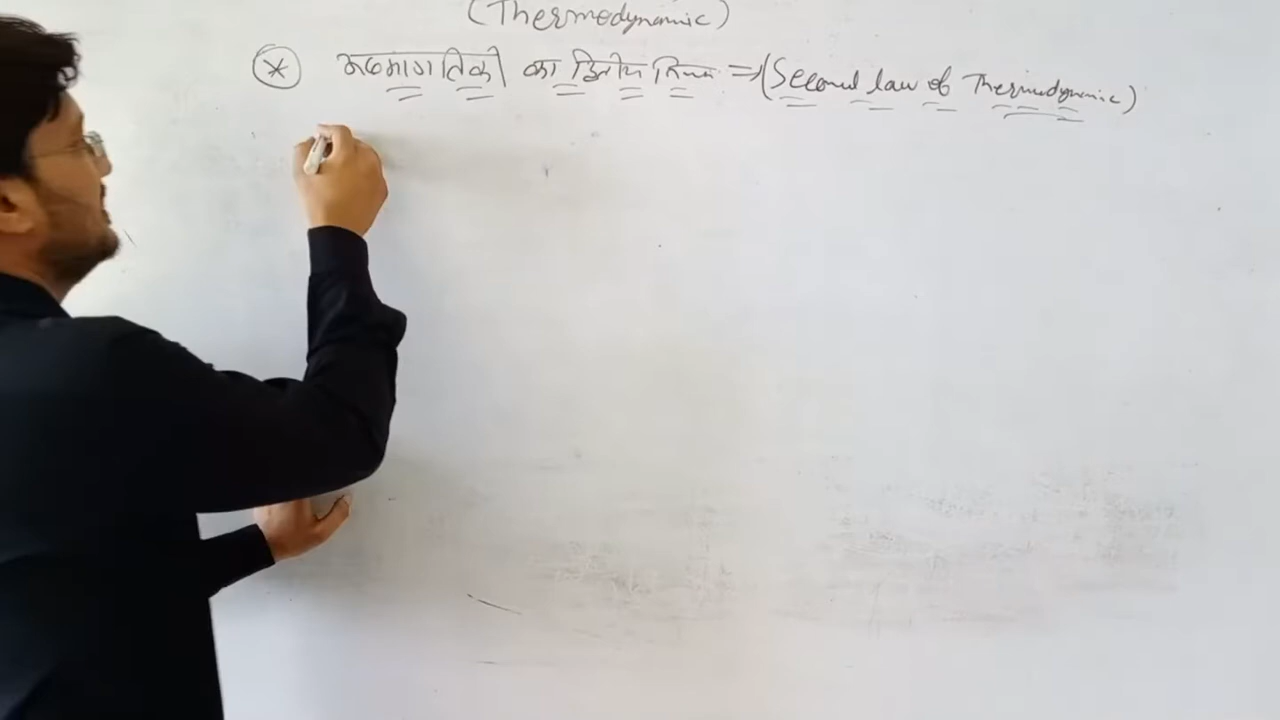 (Thermodynamic)
* ऊष्मागतिकी का द्वितीय नियम ⇒ (Second law of Thermodynamic)